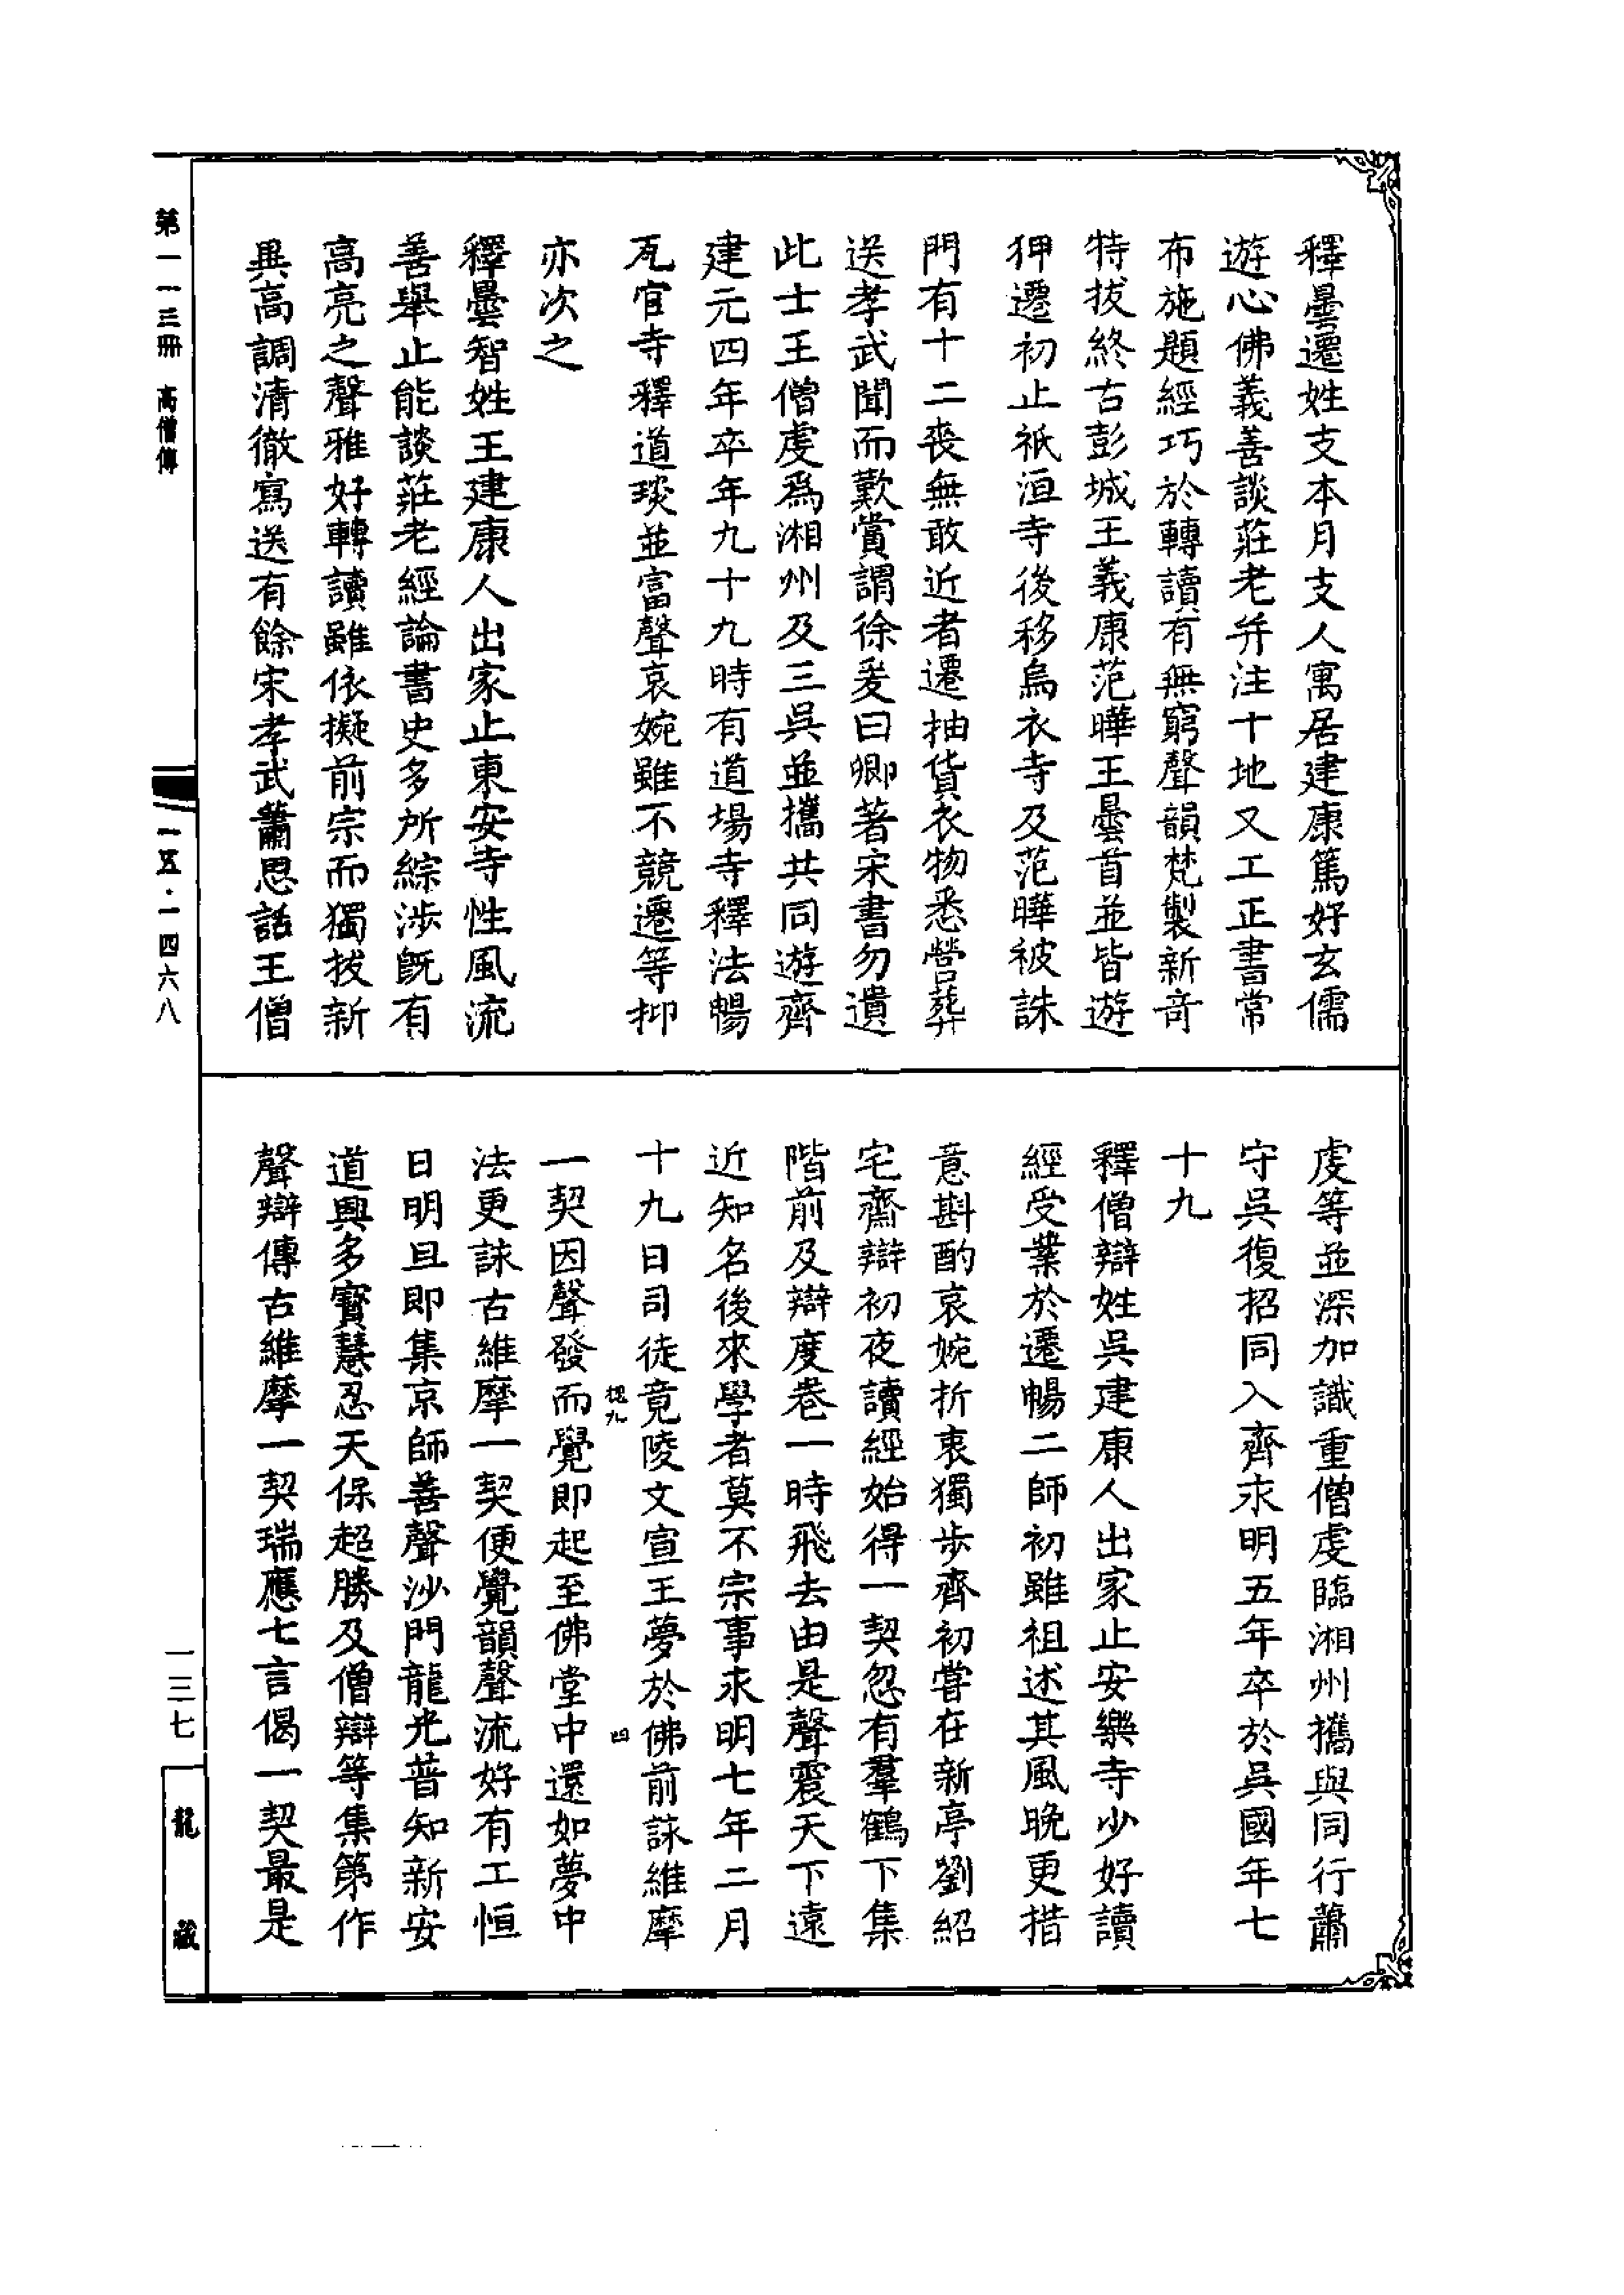 釋曇遷姓支本月支人寓居建康篤好玄儒
遊心佛義善談莊老并注十地又工正書常
布施題經巧於轉讀有無窮聲韻梵製新奇
特拔終古彭城王義康范曄王曇首並皆遊
狎遷初止祇洹寺後移烏衣寺及范曄被誅
門有十二喪無敢近者遷抽貨衣物悉營葬
送孝武聞而歎賞謂徐爰曰卿著宋書勿遺
此士王僧虔爲湘州及三吳並攜共同遊齊
建元四年卒年九十九時有道場寺釋法暢
瓦官寺釋道琰並富聲哀婉雖不競遷等抑
亦次之
釋曇智姓王建康人出家止東安寺性風流
善舉止能談莊老經論書史多所綜涉旣有
高亮之聲雅好轉讀雖依擬前宗而獨拔新
異高調清徹寫送有餘宋孝武蕭思話王僧
虔等並深加識重僧虔臨湘州攜與同行蕭
守吳復招同入齊永明五年卒於吳國年七
十九
釋僧辯姓吳建康人出家止安樂寺少好讀
經受業於遷暢二師初雖祖述其風晚更措
意斟酌哀婉折衷獨步齊初嘗在新亭劉紹
宅齋辯初夜讀經始得一契忽有羣鶴下集
階前及辯度卷一時飛去由是聲震天下遠
近知名後來學者莫不宗事永明七年二月
十九日司徒竟陵文宣王夢於佛前詠維摩
一契因聲發而覺即起至佛堂中還如夢中
法更詠古維摩一契便覺韻聲流好有工恒
日明旦即集京師善聲沙門龍光普知新安
道興多寳慧忍天保超勝及僧辯等集第作
聲辯傳古維摩一契瑞應七言偈一契最是
第一一三冊 高僧傳
一五·一四六八
一三七
龍藏